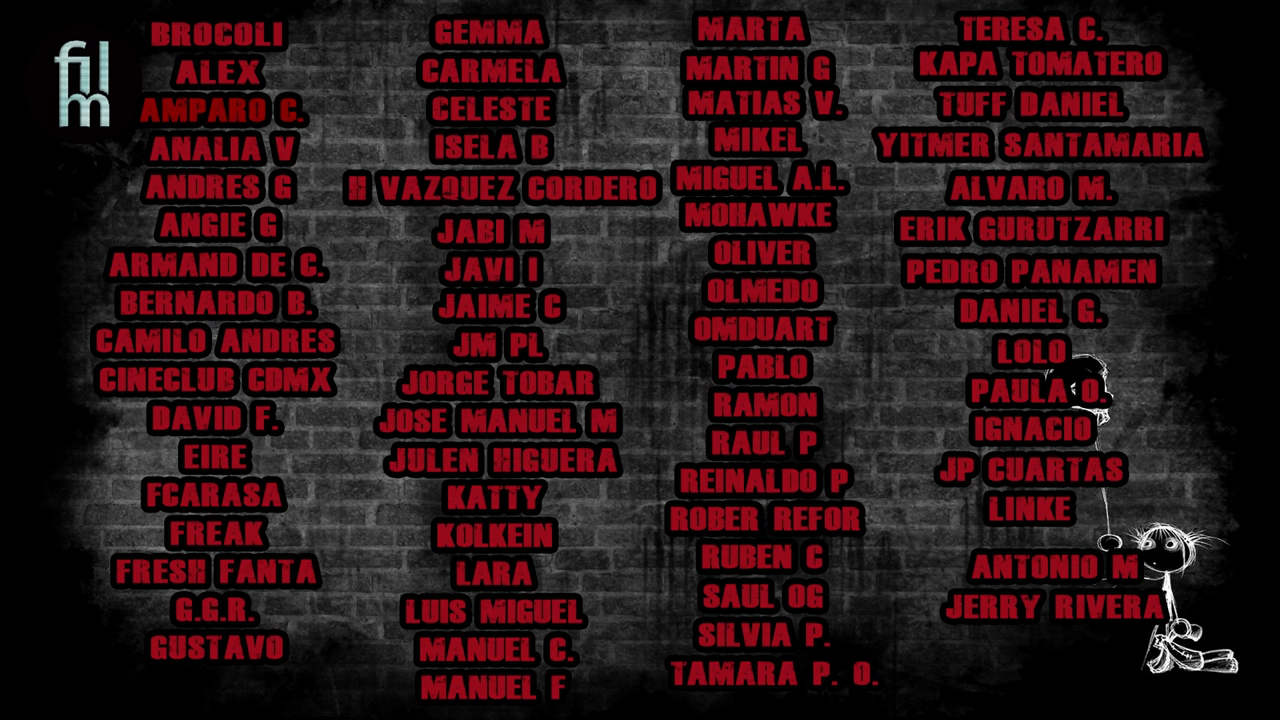 film
BROCOLI
ALEX
AMPARO C.
ANALIA V
ANDRES G
ANGIE G
ARMAND DE C.
BERNARDO B.
CAMILO ANDRES
CINECLUB CDMX
DAVID F.
EIRE
FCARASA
FREAK
FRESH FANTA
G.G.R.
GUSTAVO
GEMMA
CARMELA
CELESTE
ISELA B
H VAZQUEZ CORDERO
JABI M
JAVI I
JAIME C
JM PL
JORGE TOBAR
JOSE MANUEL M
JULEN HIGUERA
KATTY
KOLKEIN
LARA
LUIS MIGUEL
MANUEL C.
MANUEL F
MARTA
MARTIN G
MATIAS V.
MIKEL
MIGUEL A.L.
MOHAWKE
OLIVER
OLMEDO
OMDUART
PABLO
RAMON
RAUL P
REINALDO P
ROBER REFOR
RUBEN C
SAUL OG
SILVIA P.
TAMARA P. O.
TERESA C.
KAPA TOMATERO
TUFF DANIEL
YITMER SANTAMARIA
ALVARO M.
ERIK GURUTZARRI
PEDRO PANAMEN
DANIEL G.
LOLO
PAULA O.
IGNACIO
JP CUARTAS
LINKE
ANTONIO M
JERRY RIVERA